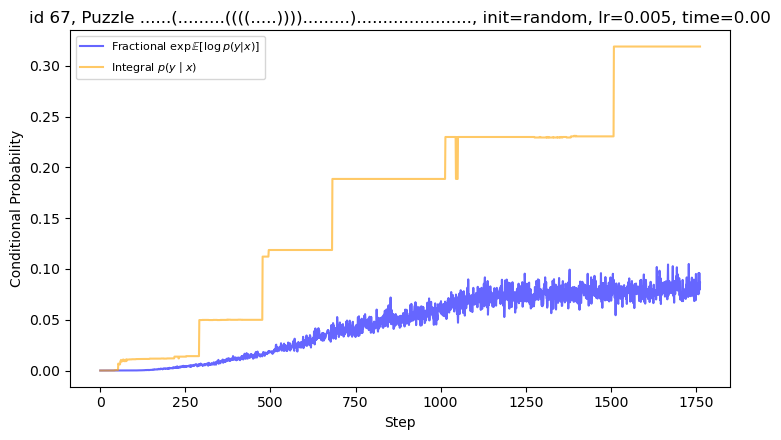 id 67, Puzzle ......(.........((((.....)))).........)......................, init=random, lr=0.005, time=0.00
Fractional exp𝔼[log p(y|x)]
Integral p(y | x)
Conditional Probability
0.30
0.25
0.20
0.15
0.10
0.05
0.00
0 250 500 750 1000 1250 1500 1750
Step